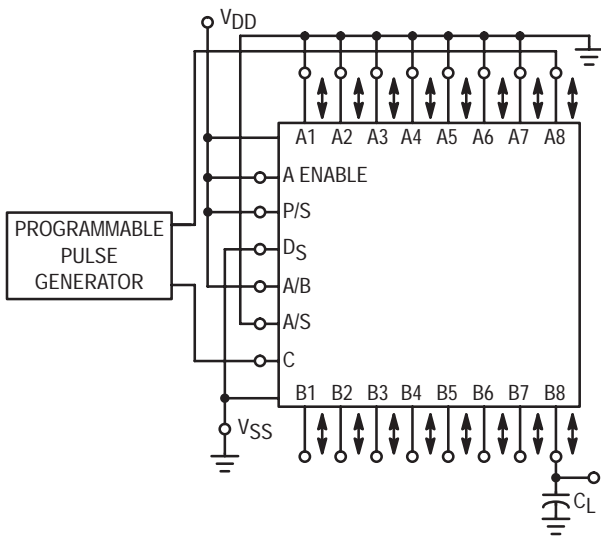 VDD
A1 A2 A3 A4 A5 A6 A7 A8
A ENABLE
P/S
PROGRAMMABLE
PULSE
GENERATOR
DS
A/B
A/S
C
B1 B2 B3 B4 B5 B6 B7 B8
VSS
CL